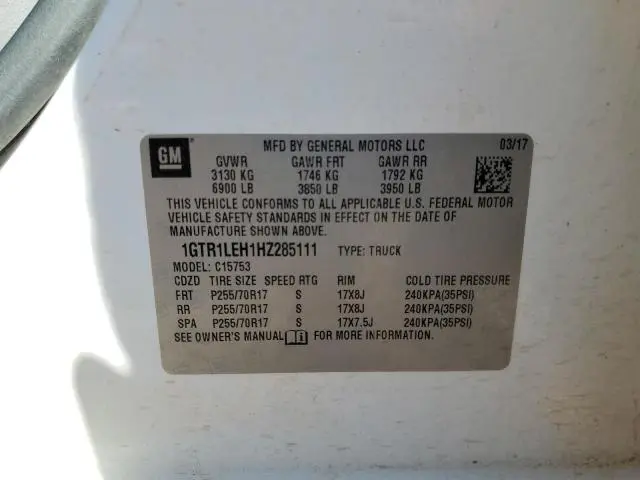 GM
MFD BY GENERAL MOTORS LLC 03/17
GVWR GAWR FRT GAWR RR
3130 KG 1746 KG 1792 KG
6900 LB 3850 LB 3950 LB
THIS VEHICLE CONFORMS TO ALL APPLICABLE U.S. FEDERAL MOTOR
VEHICLE SAFETY STANDARDS IN EFFECT ON THE DATE OF
MANUFACTURE SHOWN ABOVE.
1GTR1LEH1HZ285111 TYPE: TRUCK
MODEL: C15753
CDZD TIRE SIZE SPEED RTG RIM COLD TIRE PRESSURE
FRT P255/70R17 S 17X8J 240KPA(35PSI)
RR P255/70R17 S 17X8J 240KPA(35PSI)
SPA P255/70R17 S 17X7.5J 240KPA(35PSI)
SEE OWNER'S MANUAL FOR MORE INFORMATION.